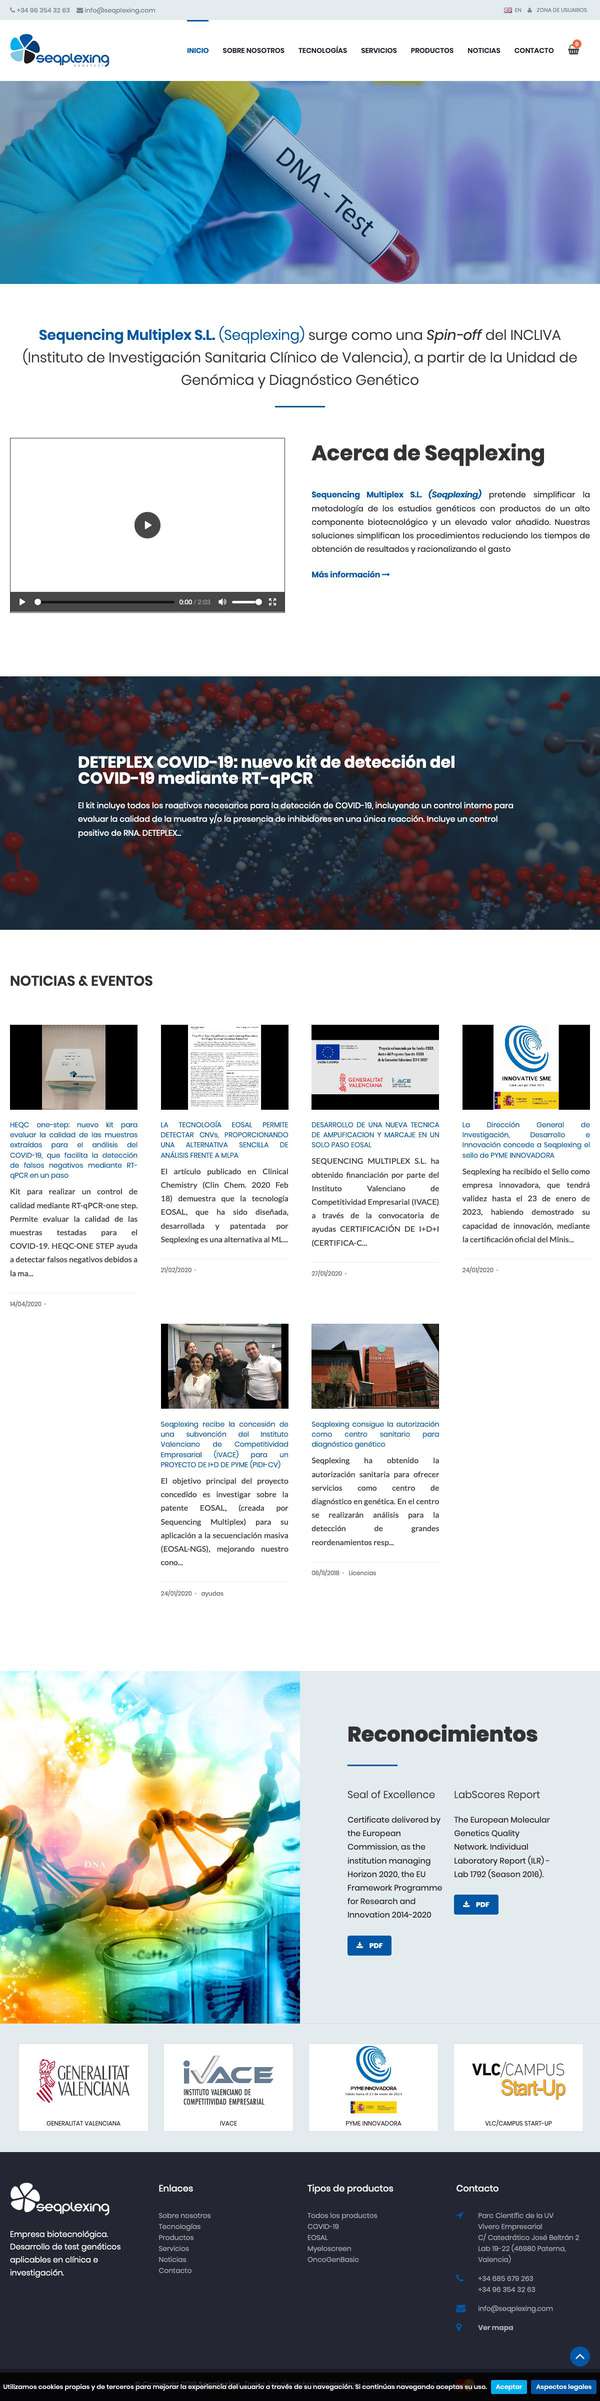 +34 96 354 32 63 info@seqplexing.com
EN ZONA DE USUARIOS
seqplexing
INICIO SOBRE NOSOTROS TECNOLOGÍAS SERVICIOS PRODUCTOS NOTICIAS CONTACTO 0
DNA - Test
Sequencing Multiplex S.L. (Seqplexing) surge como una Spin-off del INCLIVA
(Instituto de Investigación Sanitaria Clínico de Valencia), a partir de la Unidad de
Genómica y Diagnóstico Genético
0:00 / 2:03
Acerca de Seqplexing
Sequencing Multiplex S.L. (Seqplexing) pretende simplificar la
metodología de los estudios genéticos con productos de un alto
componente biotecnológico y un elevado valor añadido. Nuestras
soluciones simplifican los procedimientos reduciendo los tiempos de
obtención de resultados y racionalizando el gasto
Más información
DETEPLEX COVID-19: nuevo kit de detección del
COVID-19 mediante RT-qPCR
El kit incluye todos los reactivos necesarios para la detección de COVID-19, incluyendo un control interno para
evaluar la calidad de la muestra y/o la presencia de inhibidores en una única reacción. Incluye un control
positivo de RNA. DETEPLEX...
NOTICIAS & EVENTOS
HEQC one-step: nuevo kit para
evaluar la calidad de las muestras
extraídas para el análisis del
COVID-19, que facilita la detección
de falsos negativos mediante RT-
qPCR en un paso
Kit para realizar un control de
calidad mediante RT-qPCR-one step.
Permite evaluar la calidad de las
muestras testadas para el
COVID-19. HEQC-ONE STEP ayuda
a detectar falsos negativos debidos a
la ma...
14/04/2020 -
LA TECNOLOGÍA EOSAL PERMITE
DETECTAR CNVs, PROPORCIONANDO
UNA ALTERNATIVA SENCILLA DE
ANÁLISIS FRENTE A MLPA
El artículo publicado en Clinical
Chemistry (Clin Chem. 2020 Feb
18) demuestra que la tecnología
EOSAL, que ha sido diseñada,
desarrollada y patentada por
Seqplexing es una alternativa al ML...
21/02/2020 -
GENERALITAT
VALENCIANA
IVACE
DESARROLLO DE UNA NUEVA TECNICA
DE AMPLIFICACION Y MARCAJE EN UN
SOLO PASO EOSAL
SEQUENCING MULTIPLEX S.L. ha
obtenido financiación por parte del
Instituto Valenciano de
Competitividad Empresarial (IVACE)
a través de la convocatoria de
ayudas CERTIFICACIÓN DE I+D+I
(CERTIFICA-C...
27/01/2020 -
INNOVATIVE SME
La Dirección General de
Investigación, Desarrollo e
Innovación concede a Seqplexing el
sello de PYME INNOVADORA
Seqplexing ha recibido el Sello como
empresa innovadora, que tendrá
validez hasta el 23 de enero de
2023, habiendo demostrado su
capacidad de innovación, mediante
la certificación oficial del Minis...
24/01/2020 -
Seqplexing recibe la concesión de
una subvención del Instituto
Valenciano de Competitividad
Empresarial (IVACE) para un
PROYECTO DE I+D DE PYME (PIDI-CV)
El objetivo principal del proyecto
concedido es investigar sobre la
patente EOSAL, (creada por
Sequencing Multiplex) para su
aplicación a la secuenciación masiva
(EOSAL-NGS), mejorando nuestro
cono...
24/01/2020 - ayudas
Seqplexing consigue la autorización
como centro sanitario para
diagnóstico genético
Seqplexing ha obtenido la
autorización sanitaria para ofrecer
servicios como centro de
diagnóstico en genética. En el centro
se realizarán análisis para la
detección de grandes
reordenamientos resp...
06/11/2018 - Licencias
DNA
H₂O
Reconocimientos
Seal of Excellence
Certificate delivered by
the European
Commission, as the
institution managing
Horizon 2020, the EU
Framework Programme
for Research and
Innovation 2014-2020
PDF
LabScores Report
The European Molecular
Genetics Quality
Network. Individual
Laboratory Report (ILR) -
Lab 1792 (Season 2016).
PDF
GENERALITAT
VALENCIANA
GENERALITAT VALENCIANA
IVACE
INSTITUTO VALENCIANO DE
COMPETITIVIDAD EMPRESARIAL
IVACE
PYME INNOVADORA
PYME INNOVADORA
VLC/CAMPUS
Start-Up
VLC/CAMPUS START-UP
seqplexing
Empresa biotecnológica.
Desarrollo de test genéticos
aplicables en clínica e
investigación.
Enlaces
Sobre nosotros
Tecnologías
Productos
Servicios
Noticias
Contacto
Tipos de productos
Todos los productos
COVID-19
EOSAL
Myeloscreen
OncoGenBasic
Contacto
Parc Científic de la UV
Vivero Empresarial
C/ Catedrático José Beltrán 2
Lab 19-22 (46980 Paterna,
Valencia)
+34 685 679 263
+34 96 354 32 63
info@seqplexing.com
Ver mapa
Utilizamos cookies propias y de terceros para mejorar la experiencia del usuario a través de su navegación. Si continúas navegando aceptas su uso. Aceptar Aspectos legales